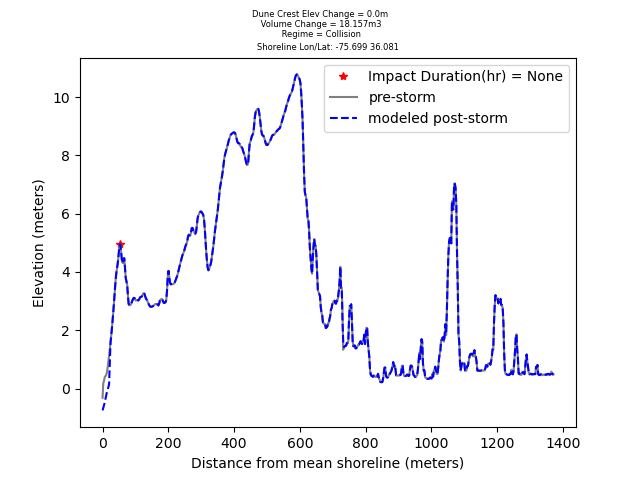 Dune Crest Elev Change = 0.0m
Volume Change = 18.157m3
Regime = Collision
Shoreline Lon/Lat: -75.699 36.081
Impact Duration(hr) = None
pre-storm
modeled post-storm
10
8
6
4
2
0
Elevation (meters)
0 200 400 600 800 1000 1200 1400
Distance from mean shoreline (meters)